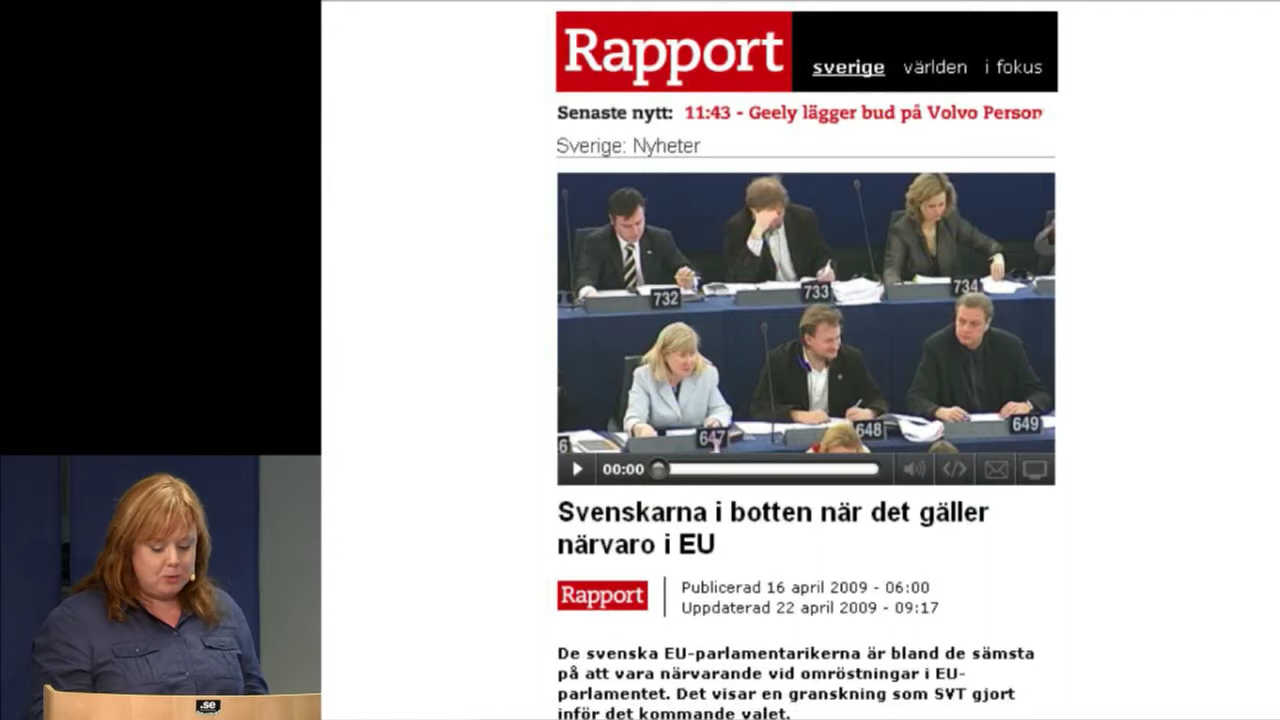 Rapport
sverige världen i fokus
Senaste nytt: 11:43 - Geely lägger bud på Volvo Person
Sverige: Nyheter
732
733
734
647
648
649
6
00:00
Svenskarna i botten när det gäller
närvaro i EU
Rapport
Publicerad 16 april 2009 - 06:00
Uppdaterad 22 april 2009 - 09:17
De svenska EU-parlamentarikerna är bland de sämsta
på att vara närvarande vid omröstningar i EU-
parlamentet. Det visar en granskning som SVT gjort
inför det kommande valet.
.se